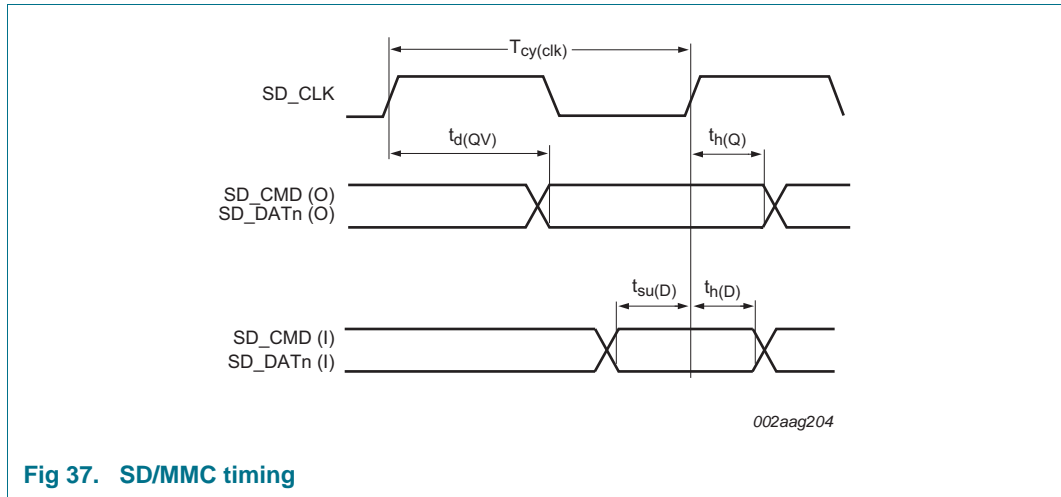 Tcy(clk)
SD_CLK
td(QV)
th(Q)
SD_CMD (O)
SD_DATn (O)
tsu(D)
th(D)
SD_CMD (I)
SD_DATn (I)
002aag204
Fig 37. SD/MMC timing